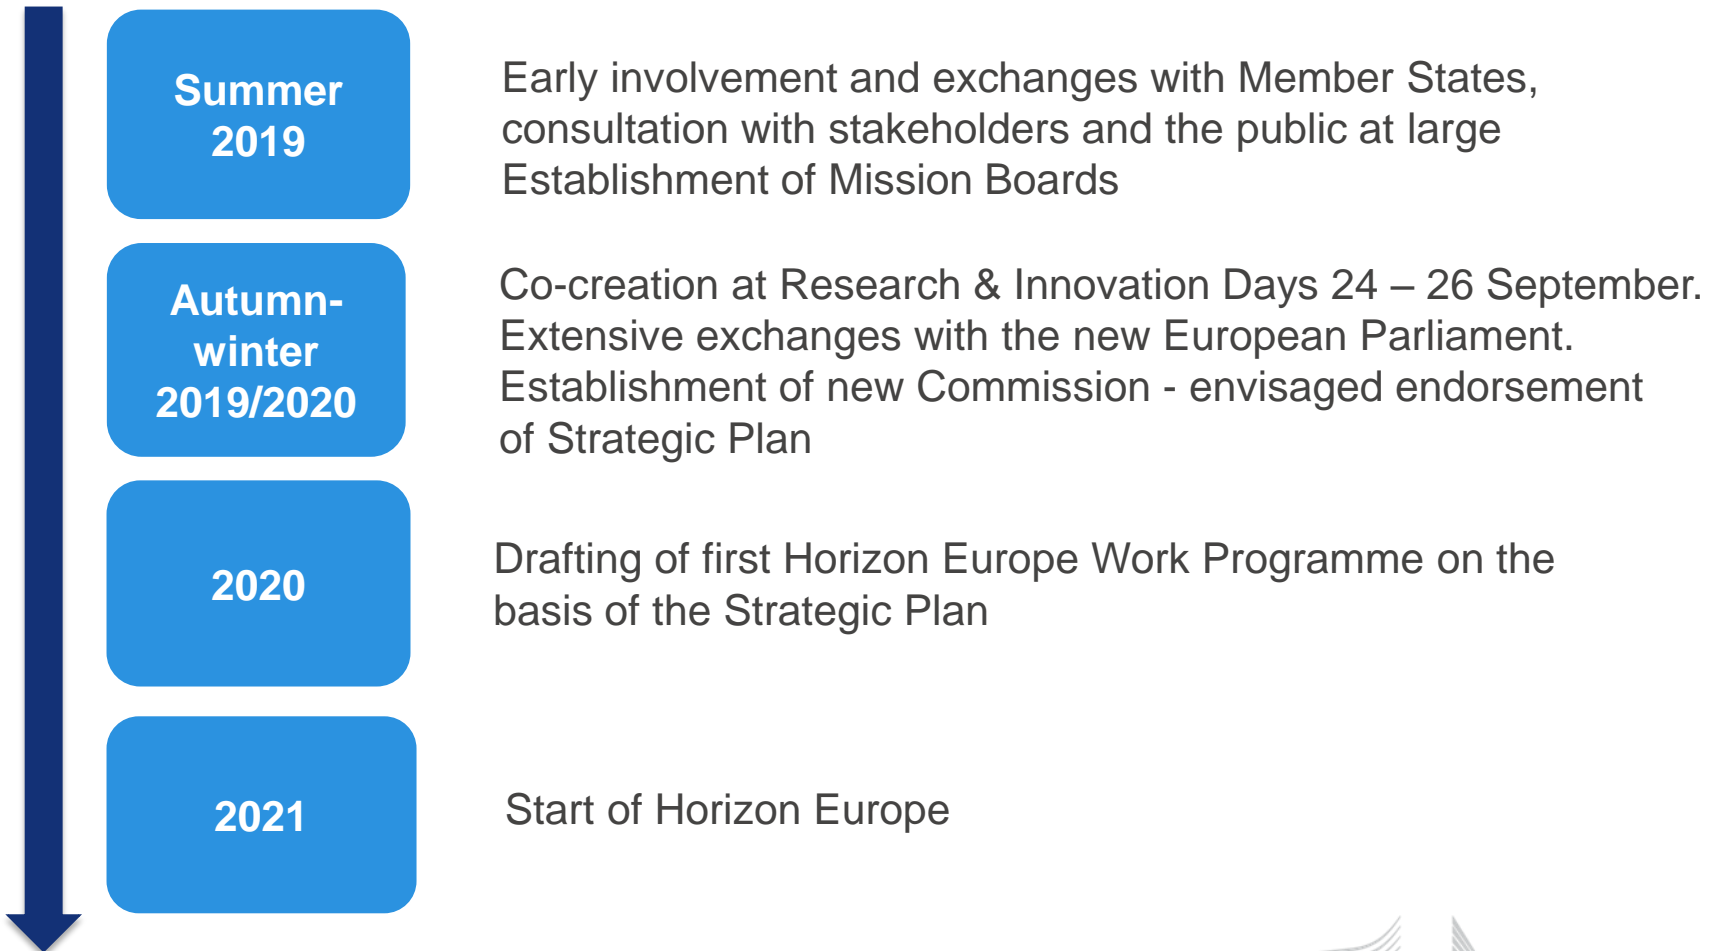 Summer
2019
Early involvement and exchanges with Member States,
consultation with stakeholders and the public at large
Establishment of Mission Boards
Autumn-
winter
2019/2020
Co-creation at Research & Innovation Days 24 – 26 September.
Extensive exchanges with the new European Parliament.
Establishment of new Commission - envisaged endorsement
of Strategic Plan
2020
Drafting of first Horizon Europe Work Programme on the
basis of the Strategic Plan
2021
Start of Horizon Europe